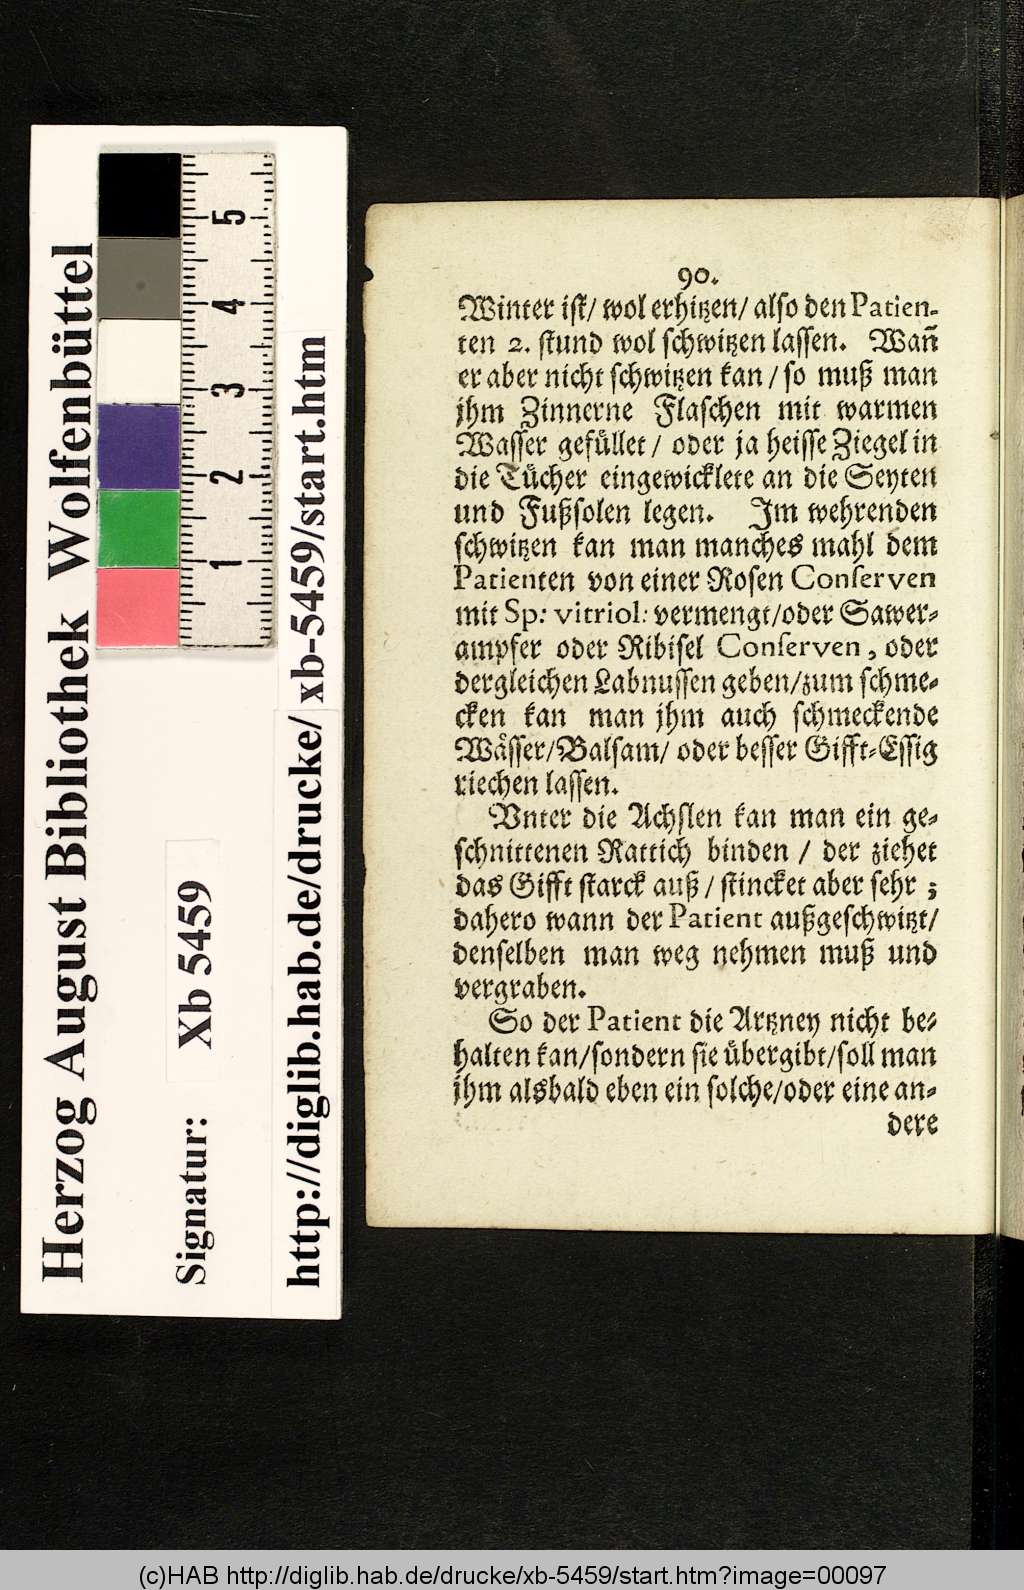 90.
Winter ist/ wol erhitzen/ also den Patien-
ten 2. stund wol schwitzen lassen. Wañ
er aber nicht schwitzen kan / so muß man
jhm Zinnerne Flaschen mit warmen
Wasser gefüllet / oder ja heisse Ziegel in
die Tücher eingewicklete an die Seyten
und Fußsolen legen. Im wehrenden
schwitzen kan man manches mahl dem
Patienten von einer Rosen Conserven
mit Sp: vitriol: vermengt/oder Sawer-
ampfer oder Ribisel Conserven, oder
dergleichen Labnussen geben/zum schme-
cken kan man jhm auch schmeckende
Wässer/Balsam/ oder besser Gifft-Essig
riechen lassen.
Vnter die Achslen kan man ein ge-
schnittenen Rattich binden / der ziehet
das Gifft starck auß / stincket aber sehr ;
dahero wann der Patient außgeschwitzt/
denselben man weg nehmen muß und
vergraben.
So der Patient die Artzney nicht be-
halten kan/sondern sie übergibt/soll man
jhm alsbald eben ein solche/oder eine an-
dere
Herzog August Bibliothek Wolfenbüttel
Signatur: Xb 5459
http://diglib.hab.de/drucke/ xb-5459/start.htm
5
4
3
2
1
(c)HAB http://diglib.hab.de/drucke/xb-5459/start.htm?image=00097